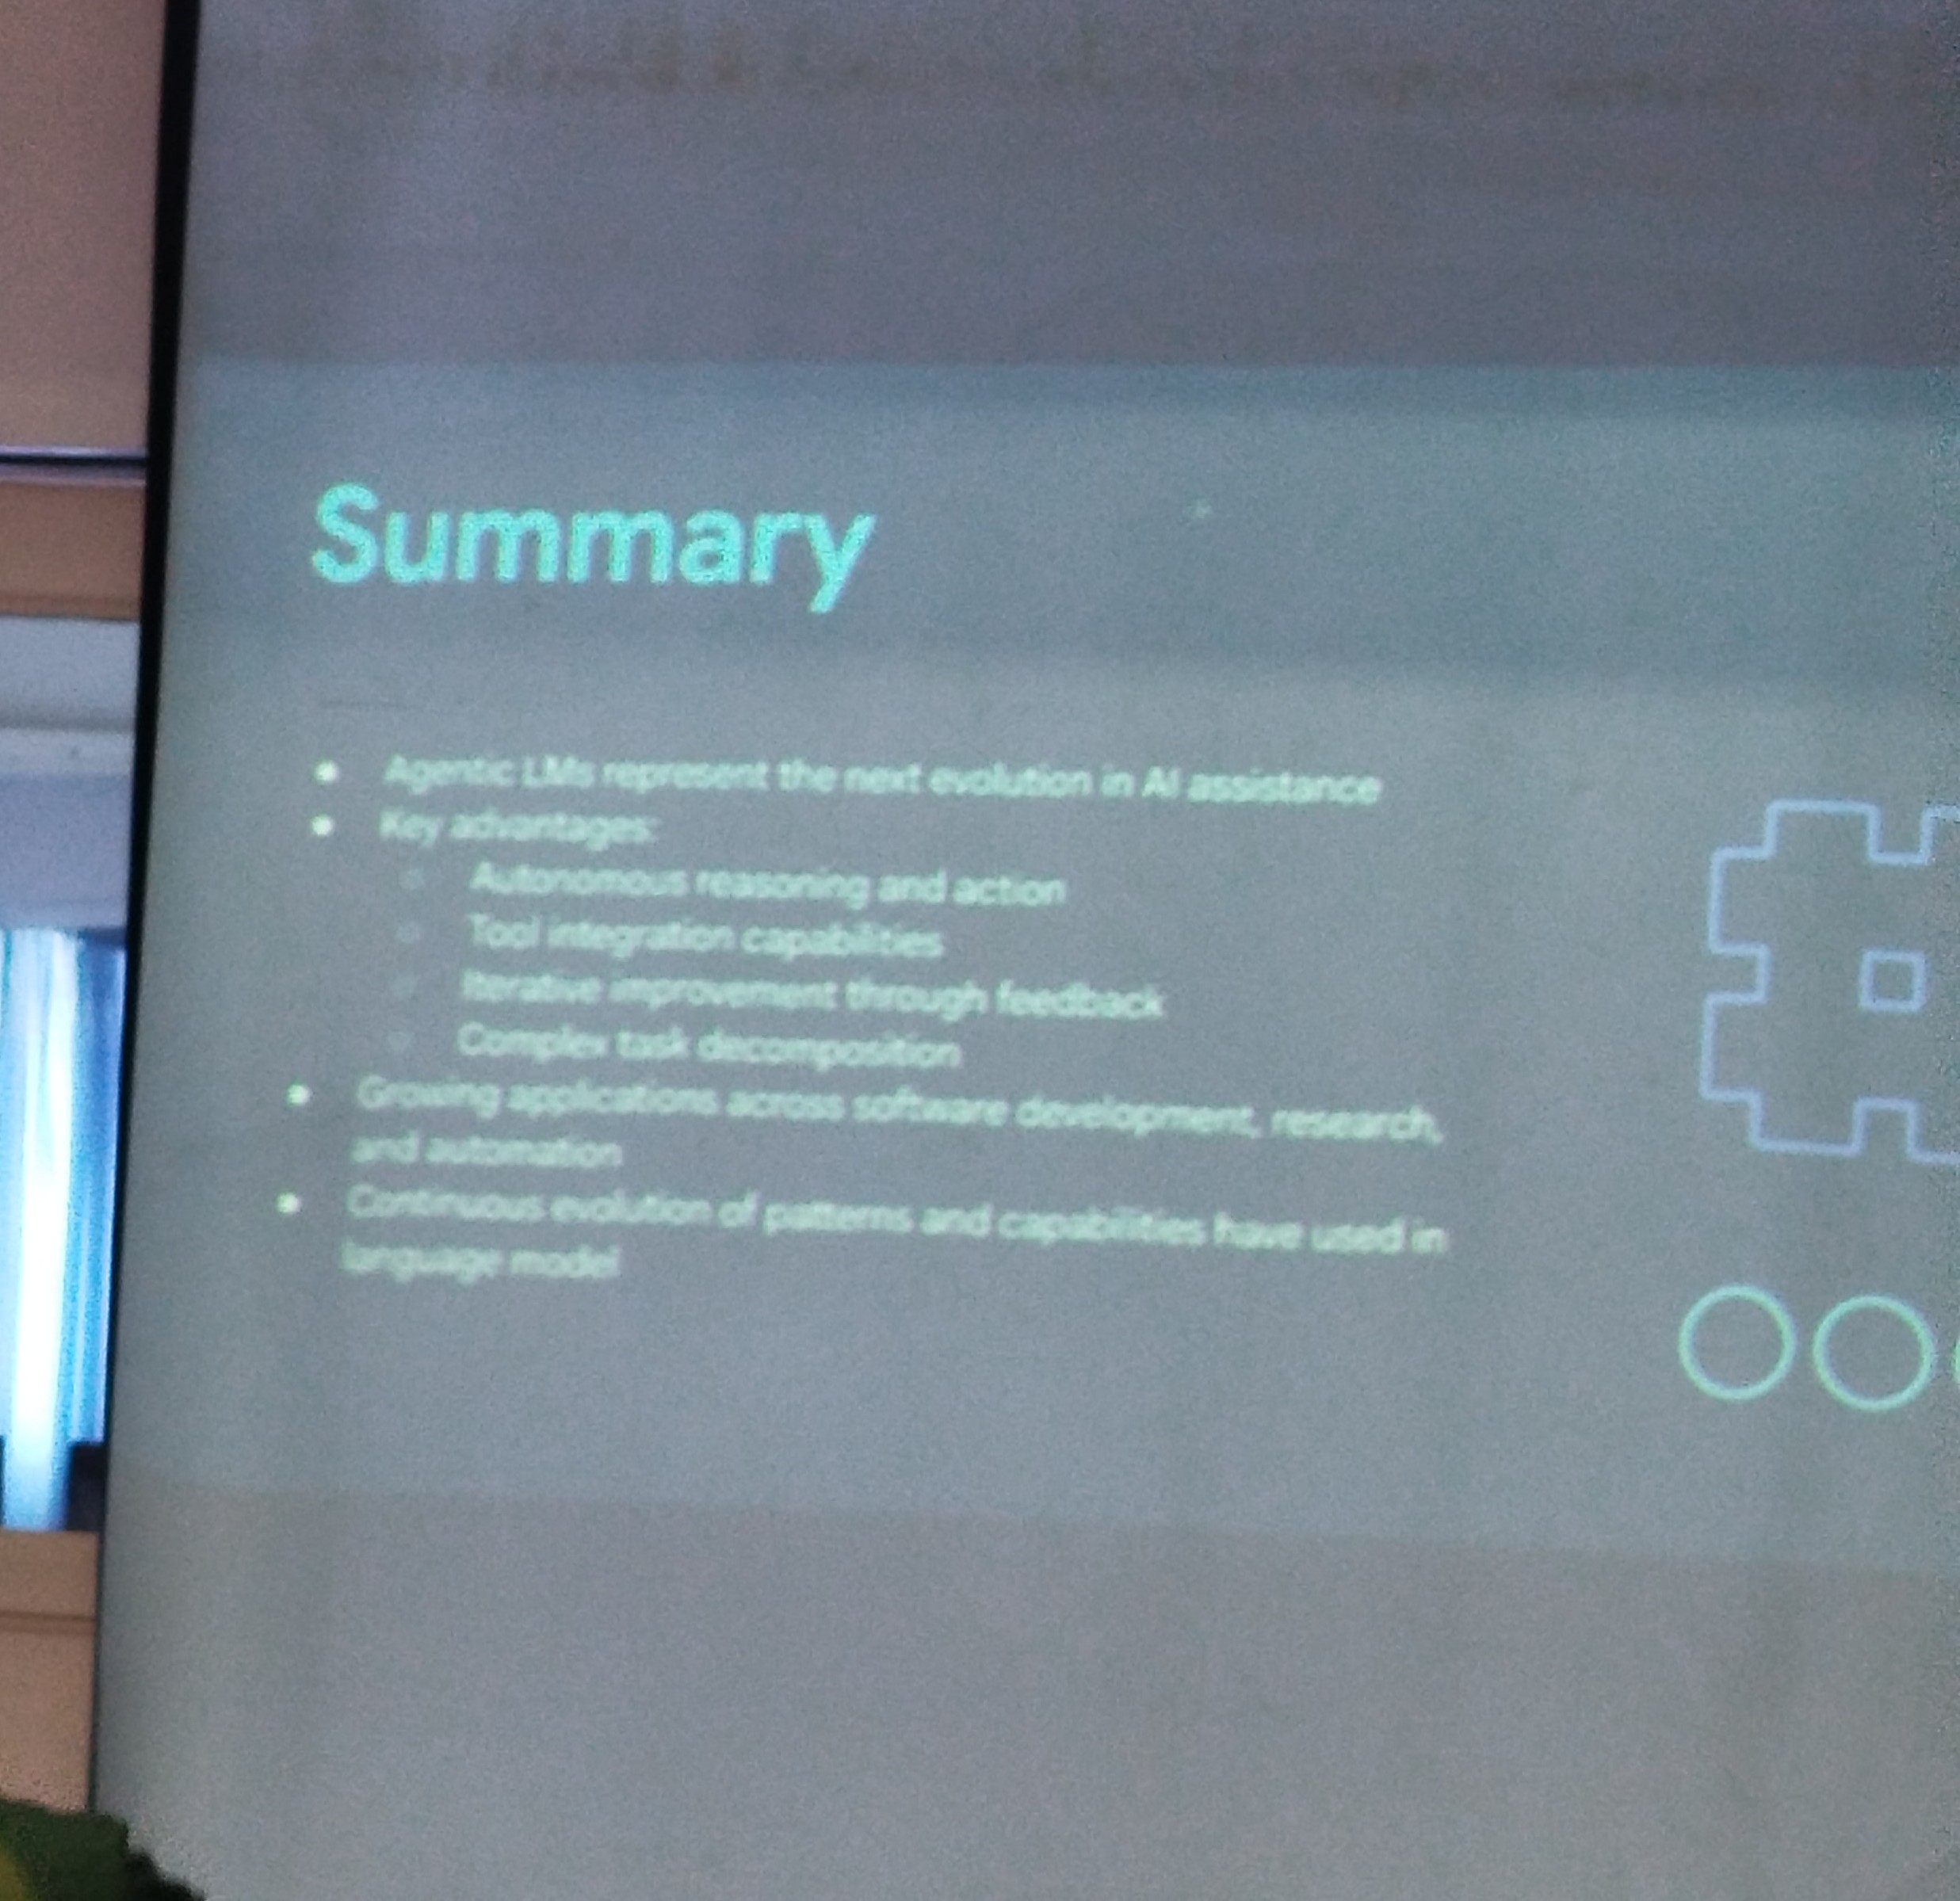 Summary
Agentic LMs represent the next evolution in AI assistance
Key advantages:
Autonomous reasoning and action
Tool integration capabilities
Iterative improvement through feedback
Complex task decomposition
Growing applications across software development, research,
and automation
Continuous evolution of patterns and capabilities have used in
language model